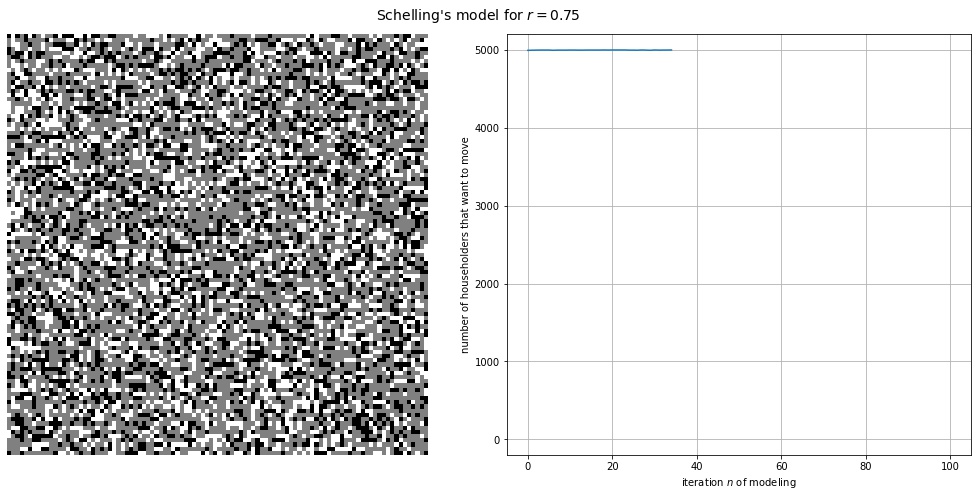 Schelling's model for r = 0.75
5000
4000
3000
2000
1000
0
number of householders that want to move
0 20 40 60 80 100
iteration n of modeling